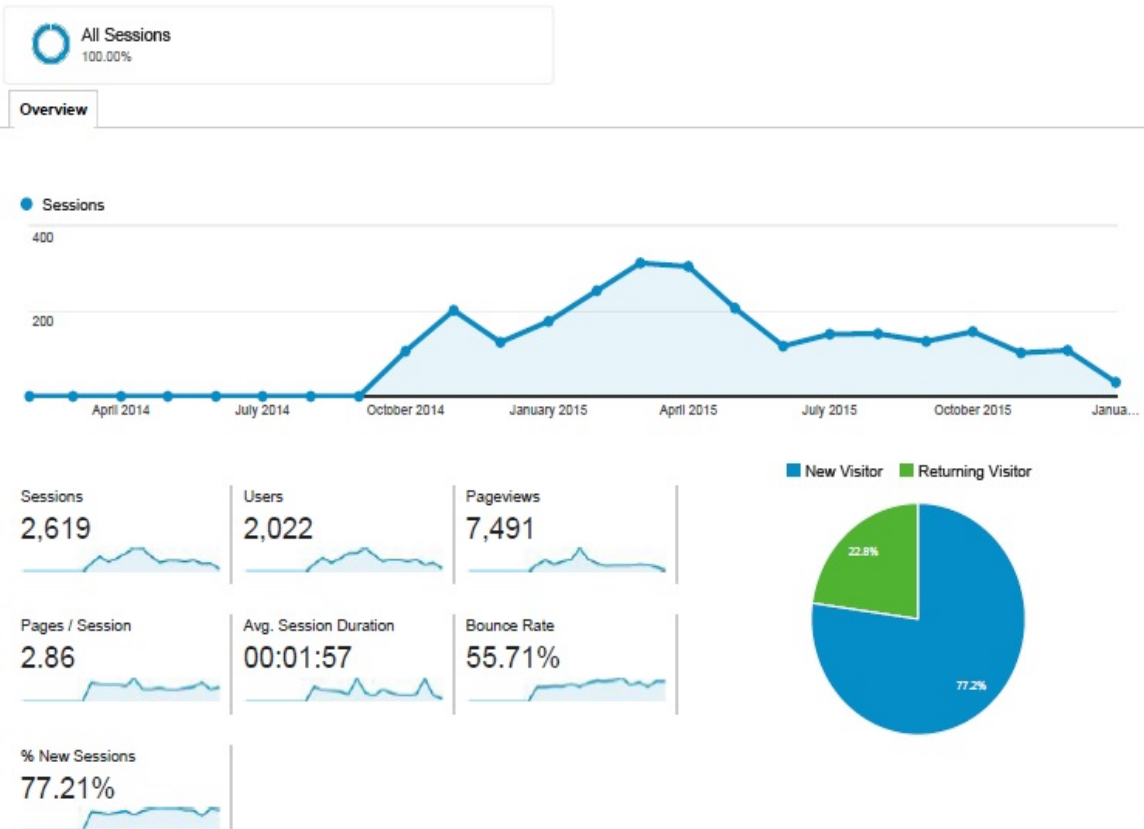 All Sessions
100.00%
Overview
Sessions
400
200
April 2014
July 2014
October 2014
January 2015
April 2015
July 2015
October 2015
Janua...
New Visitor
Returning Visitor
Sessions
2,619
Users
2,022
Pageviews
7,491
Pages / Session
2.86
Avg. Session Duration
00:01:57
Bounce Rate
55.71%
% New Sessions
77.21%
22.8%
77.2%